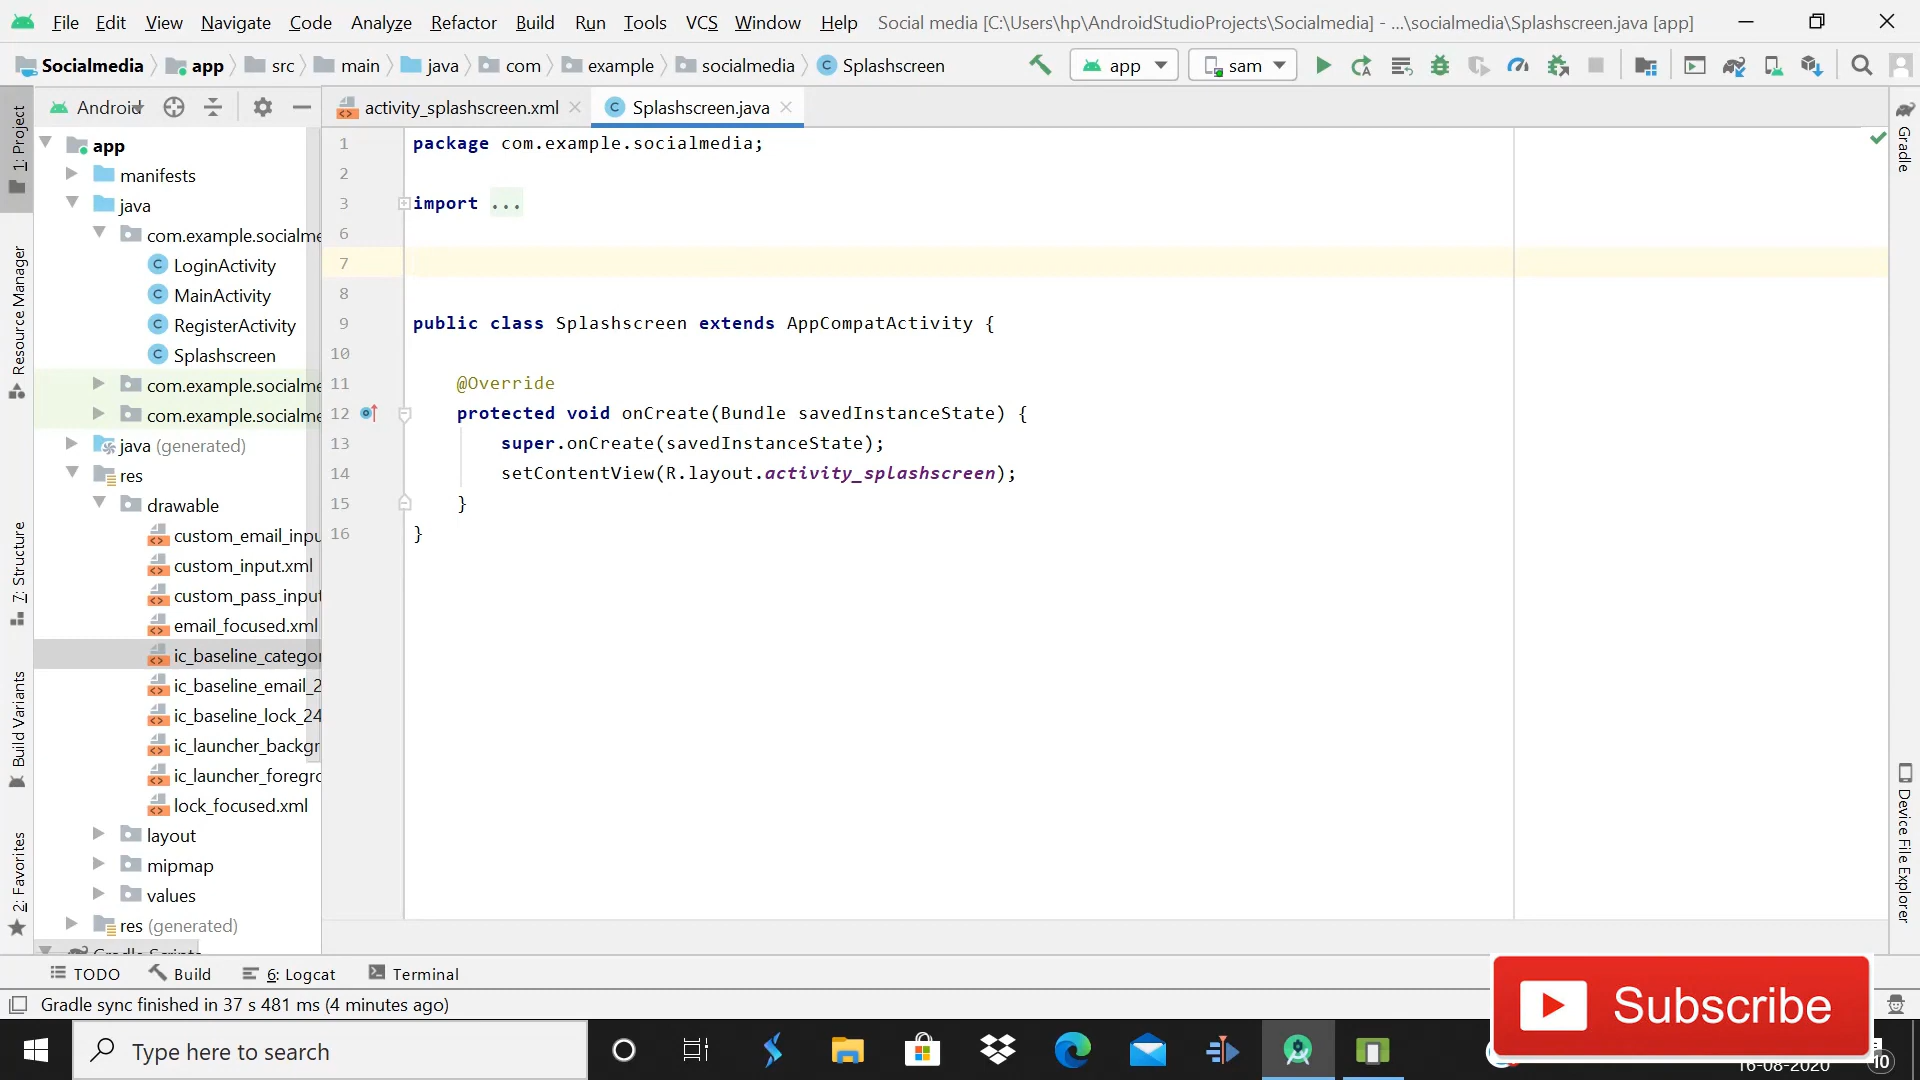 File Edit View Navigate Code Analyze Refactor Build Run Tools VCS Window Help Social media [C:\Users\hp\AndroidStudioProjects\Socialmedia] - ...\socialmedia\Splashscreen.java [app]
Socialmedia app src main java com example socialmedia Splashscreen app sam
Android activity_splashscreen.xml Splashscreen.java
1: Project
Resource Manager
7: Structure
Build Variants
2: Favorites
app
manifests
java
com.example.socialme
LoginActivity
MainActivity
RegisterActivity
Splashscreen
com.example.socialme
com.example.socialme
java (generated)
res
drawable
custom_email_inpu
custom_input.xml
custom_pass_input
email_focused.xml
ic_baseline_categor
ic_baseline_email_2
ic_baseline_lock_24
ic_launcher_backgr
ic_launcher_foregro
lock_focused.xml
layout
mipmap
values
res (generated)
1 package com.example.socialmedia;
2
3 import ...
6
7
8
9 public class Splashscreen extends AppCompatActivity {
10
11 @Override
12 protected void onCreate(Bundle savedInstanceState) {
13 super.onCreate(savedInstanceState);
14 setContentView(R.layout.activity_splashscreen);
15 }
16 }
Gradle
Device File Explorer
TODO Build 6: Logcat Terminal
Gradle sync finished in 37 s 481 ms (4 minutes ago)
Subscribe
Type here to search
16-08-2020
10